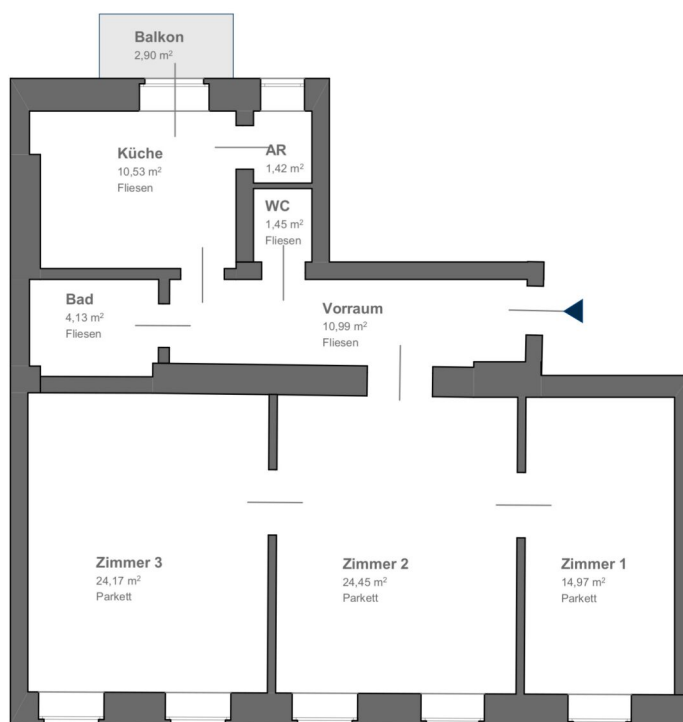 Balkon
2,90 m²
Küche
10,53 m²
Fliesen
AR
1,42 m²
WC
1,45 m²
Fliesen
Bad
4,13 m²
Fliesen
Vorraum
10,99 m²
Fliesen
Zimmer 3
24,17 m²
Parkett
Zimmer 2
24,45 m²
Parkett
Zimmer 1
14,97 m²
Parkett